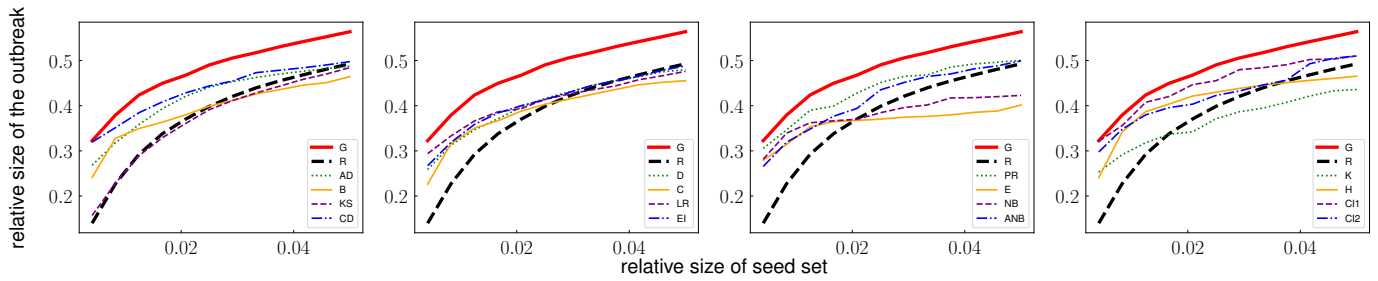 relative size of the outbreak
0.5
0.4
0.3
0.2
0.02
0.04
G
R
AD
B
KS
CD
0.02
0.04
G
R
D
C
LR
EI
0.02
0.04
G
R
PR
E
NB
ANB
0.02
0.04
G
R
K
H
CI1
CI2
0.5
0.4
0.3
0.2
0.5
0.4
0.3
0.2
0.5
0.4
0.3
0.2
relative size of seed set